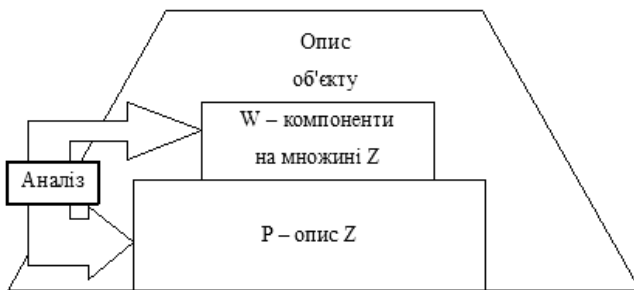 Опис
об'єкту
W – компоненти
на множині Z
Аналіз
P – опис Z